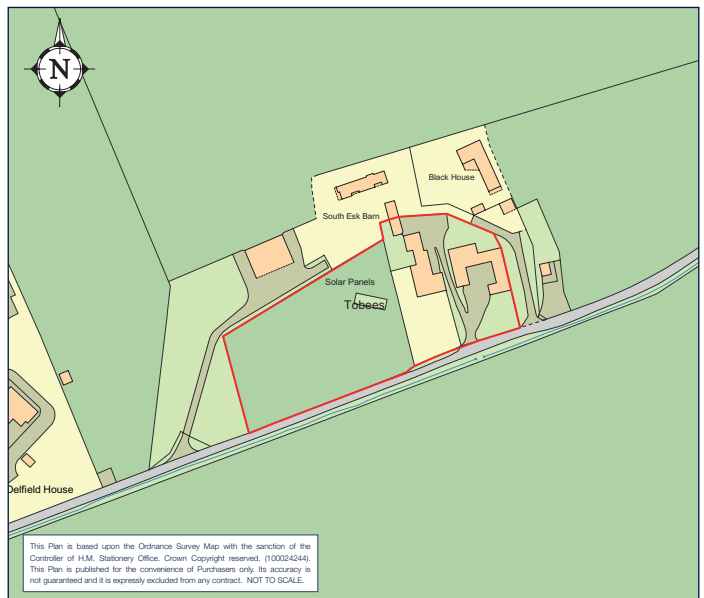 N
Black House
South Esk Barn
Solar Panels
Tobees
Delfield House
This Plan is based upon the Ordnance Survey Map with the sanction of the
Controller of H.M. Stationery Office. Crown Copyright reserved. (100024244).
This Plan is published for the convenience of Purchasers only. Its accuracy is
not guaranteed and it is expressly excluded from any contract. NOT TO SCALE.